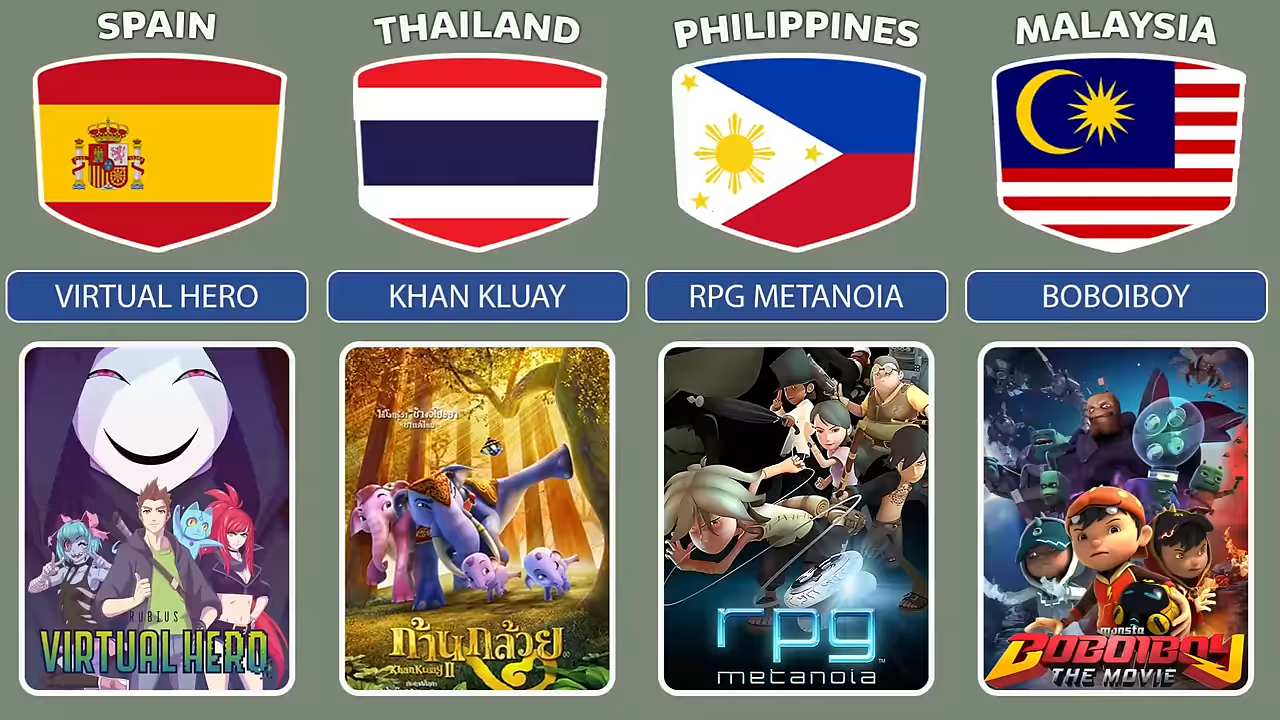 SPAIN
THAILAND
PHILIPPINES
MALAYSIA
VIRTUAL HERO
KHAN KLUAY
RPG METANOIA
BOBOIBOY
RUBIUS
VIRTUAL HERO
ก้านกล้วย
KhanKluay II
rpg
metanoia
monsta
BOBOIBOY
THE MOVIE